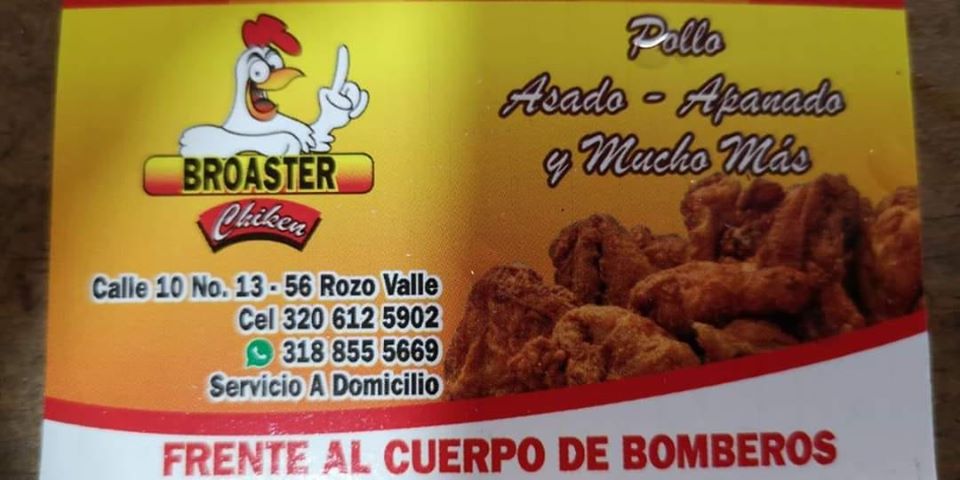 BROASTER
Chiken
Pollo
Asado - Apanado
y Mucho Más
Calle 10 No. 13 - 56 Rozo Valle
Cel 320 612 5902
318 855 5669
Servicio A Domicilio
FRENTE AL CUERPO DE BOMBEROS